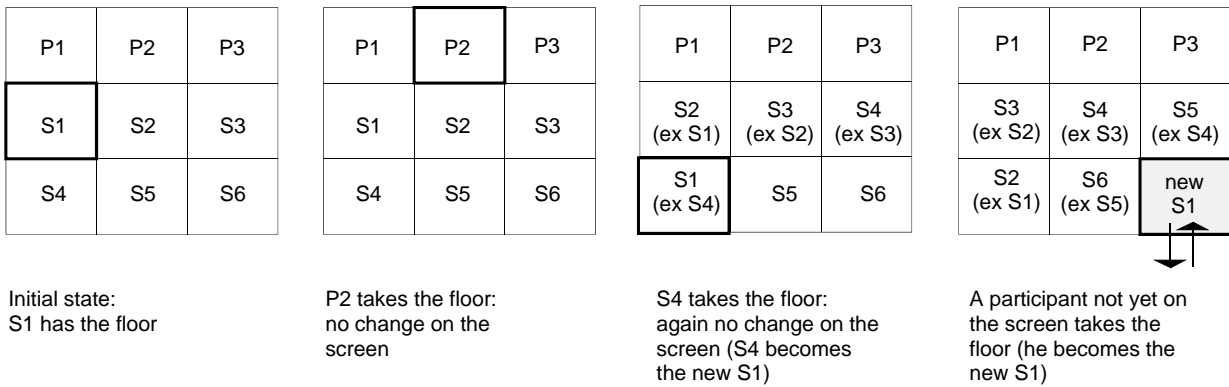 P1 P2 P3
S1 S2 S3
S4 S5 S6
Initial state:
S1 has the floor
P1 P2 P3
S1 S2 S3
S4 S5 S6
P2 takes the floor:
no change on the
screen
P1 P2 P3
S2 S3 S4
(ex S1) (ex S2) (ex S3)
S1 S5 S6
(ex S4)
S4 takes the floor:
again no change on the
screen (S4 becomes
the new S1)
P1 P2 P3
S3 S4 S5
(ex S2) (ex S3) (ex S4)
S2 S6 new
(ex S1) (ex S5) S1
A participant not yet on
the screen takes the
floor (he becomes the
new S1)